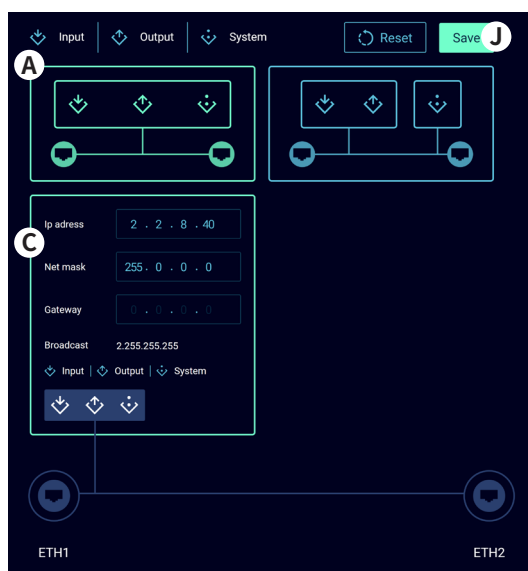 Input Output System Reset Save J
A
Ip adress 2 . 2 . 8 . 40
C
Net mask 255 . 0 . 0 . 0
Gateway 0 . 0 . 0 . 0
Broadcast 2.255.255.255
Input | Output | System
ETH1 ETH2